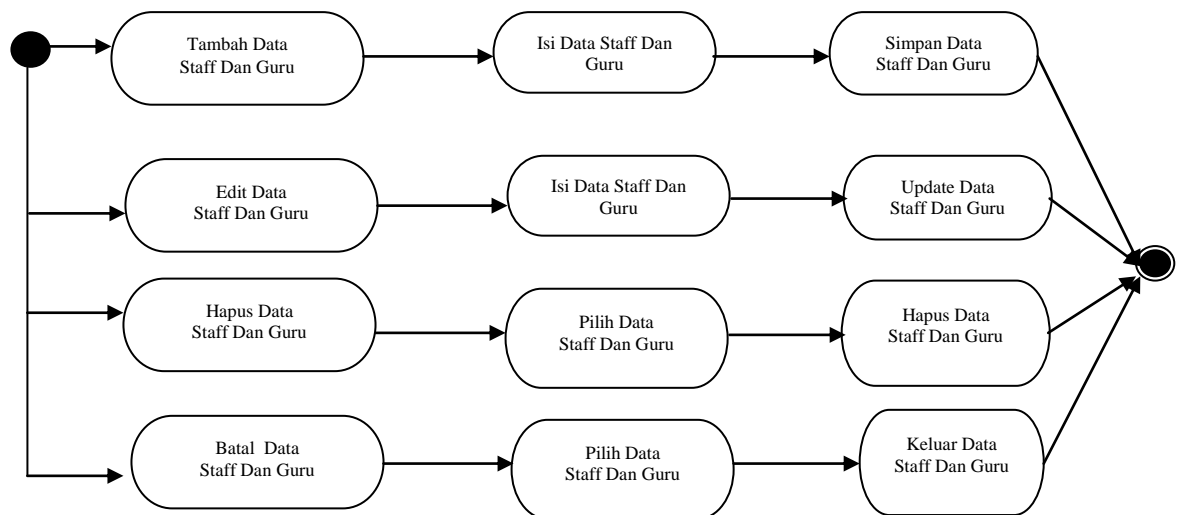 Tambah Data
Staff Dan Guru
Isi Data Staff Dan
Guru
Simpan Data
Staff Dan Guru
Edit Data
Staff Dan Guru
Isi Data Staff Dan
Guru
Update Data
Staff Dan Guru
Hapus Data
Staff Dan Guru
Pilih Data
Staff Dan Guru
Hapus Data
Staff Dan Guru
Batal  Data
Staff Dan Guru
Pilih Data
Staff Dan Guru
Keluar Data
Staff Dan Guru